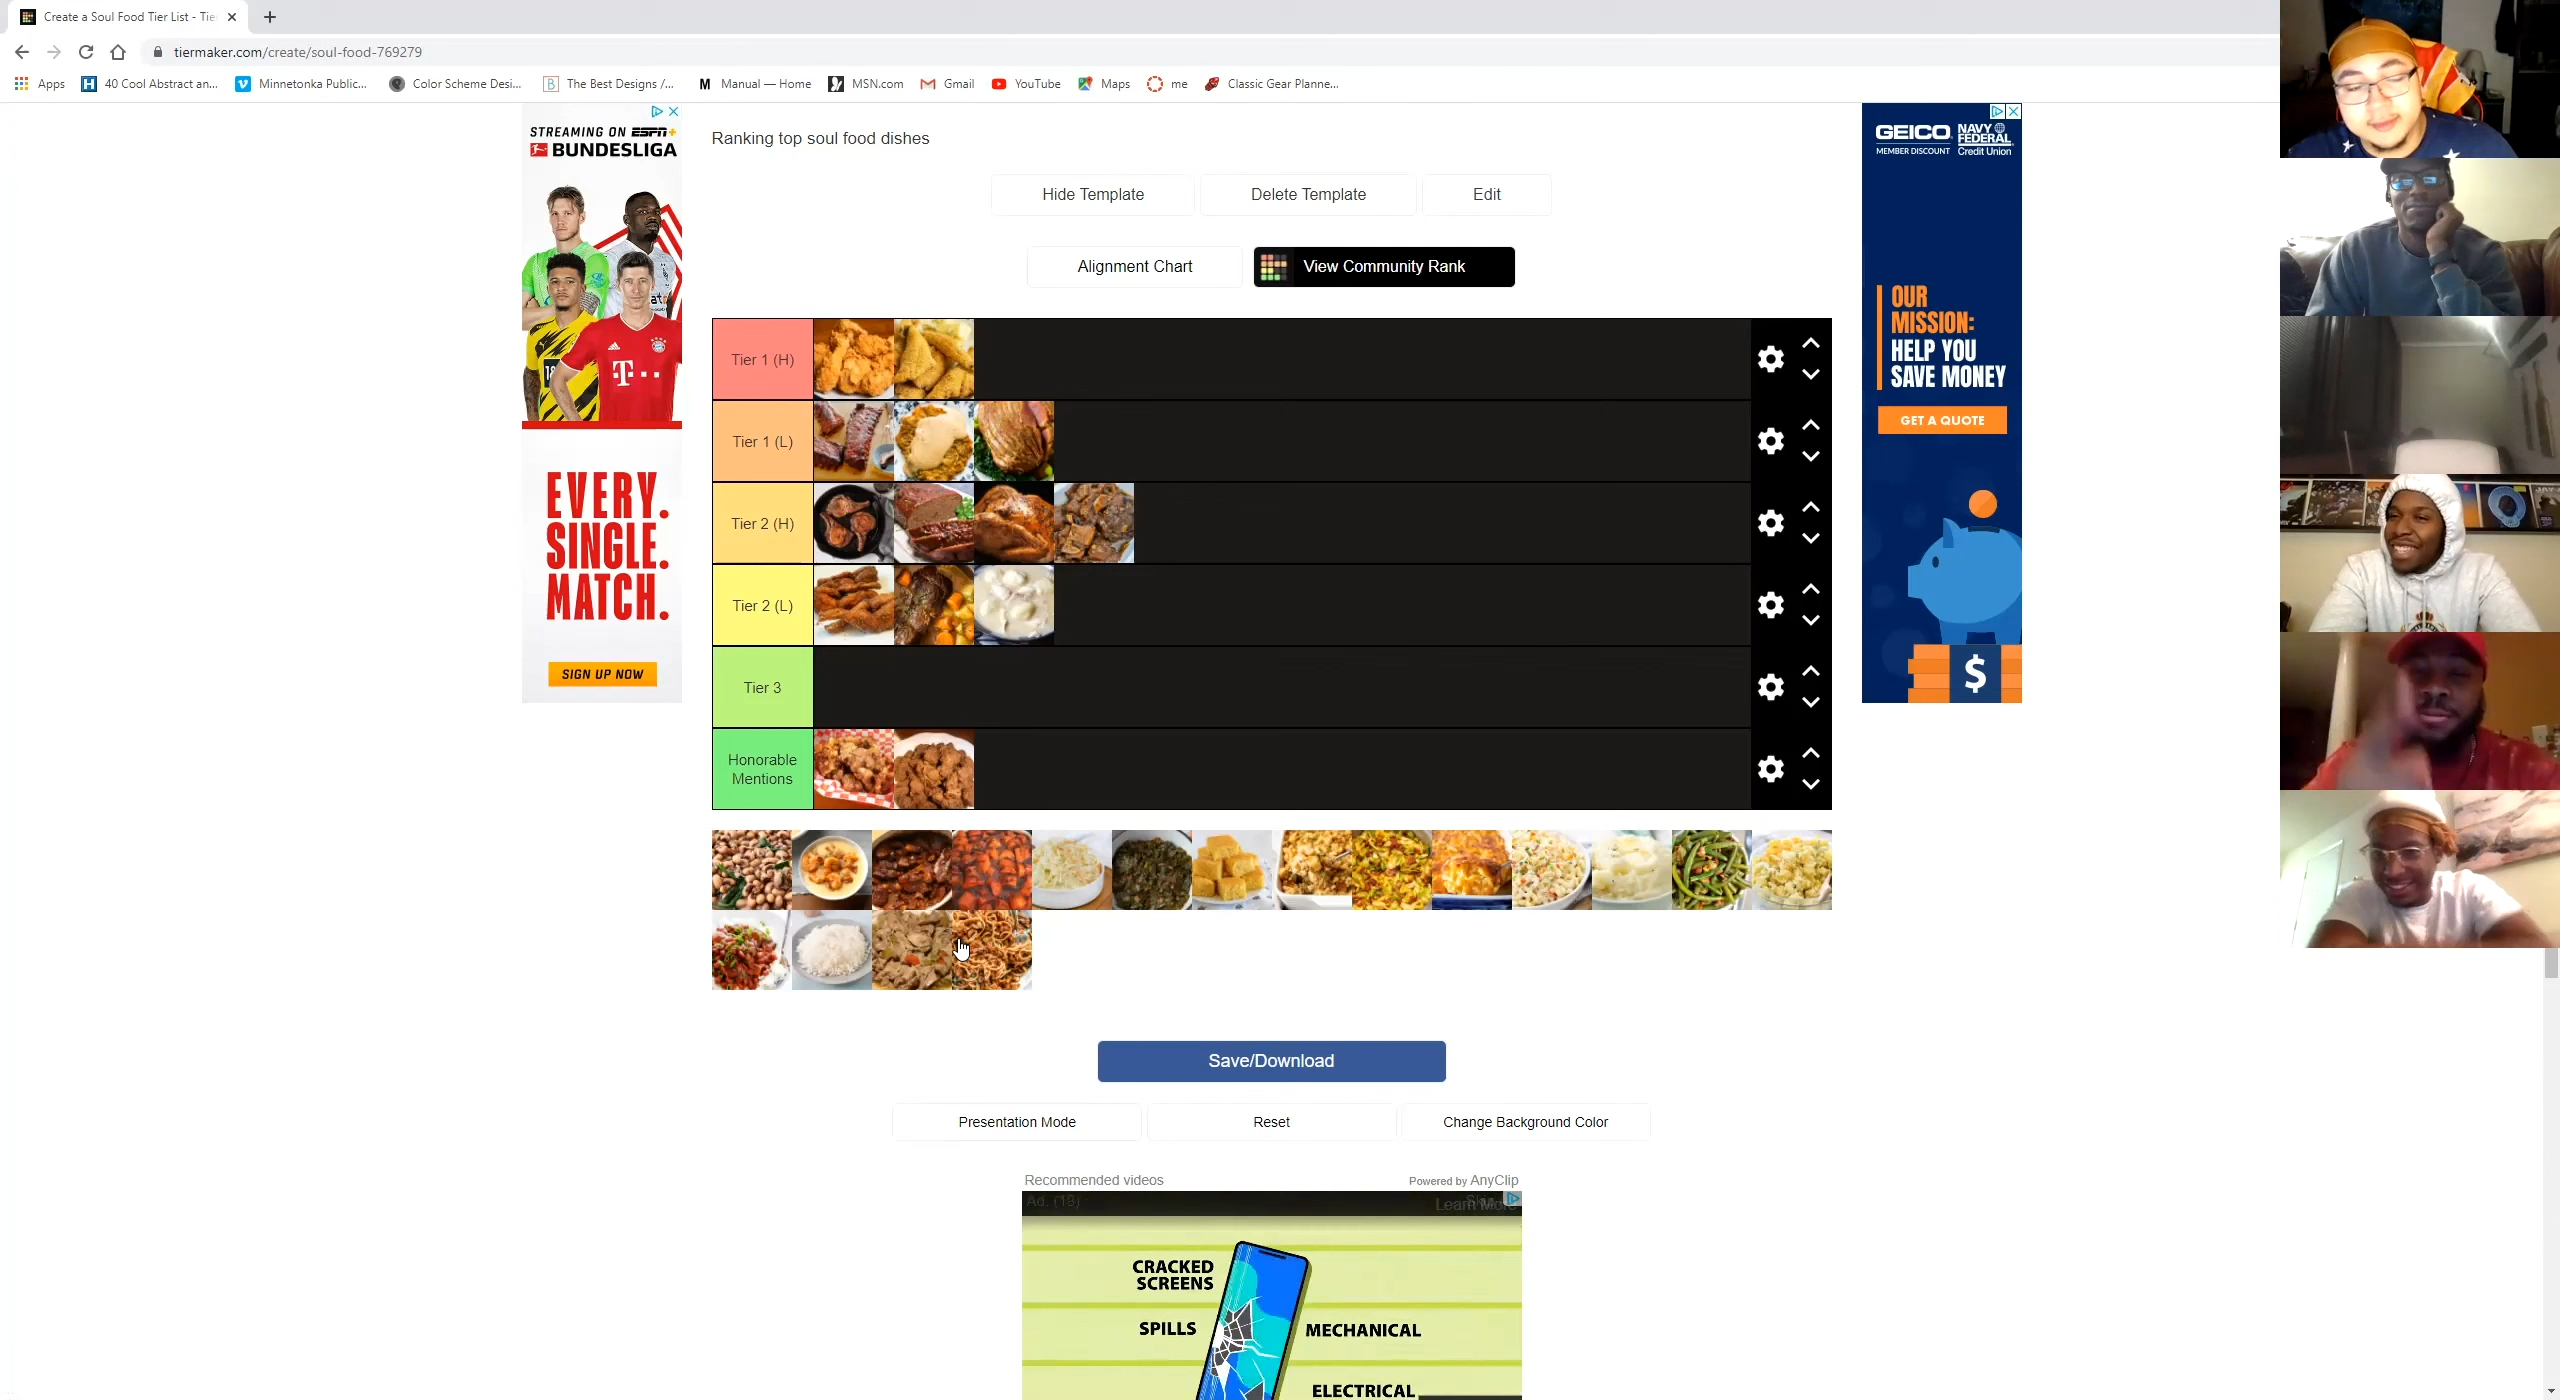 Create a Soul Food Tier List - Tie
tiermaker.com/create/soul-food-769279
Apps
40 Cool Abstract an...
Minnetonka Public...
Color Scheme Desi...
The Best Designs /...
Manual — Home
MSN.com
Gmail
YouTube
Maps
me
Classic Gear Planne...
STREAMING ON ESPN+
BUNDESLIGA
EVERY.
SINGLE.
MATCH.
SIGN UP NOW
Ranking top soul food dishes
Hide Template
Delete Template
Edit
Alignment Chart
View Community Rank
Tier 1 (H)
Tier 1 (L)
Tier 2 (H)
Tier 2 (L)
Tier 3
Honorable
Mentions
GEICO
MEMBER DISCOUNT
NAVY
FEDERAL
Credit Union
OUR
MISSION:
HELP YOU
SAVE MONEY
GET A QUOTE
$
Save/Download
Presentation Mode
Reset
Change Background Color
Recommended videos
Powered by AnyClip
Learn More
CRACKED
SCREENS
SPILLS
MECHANICAL
ELECTRICAL